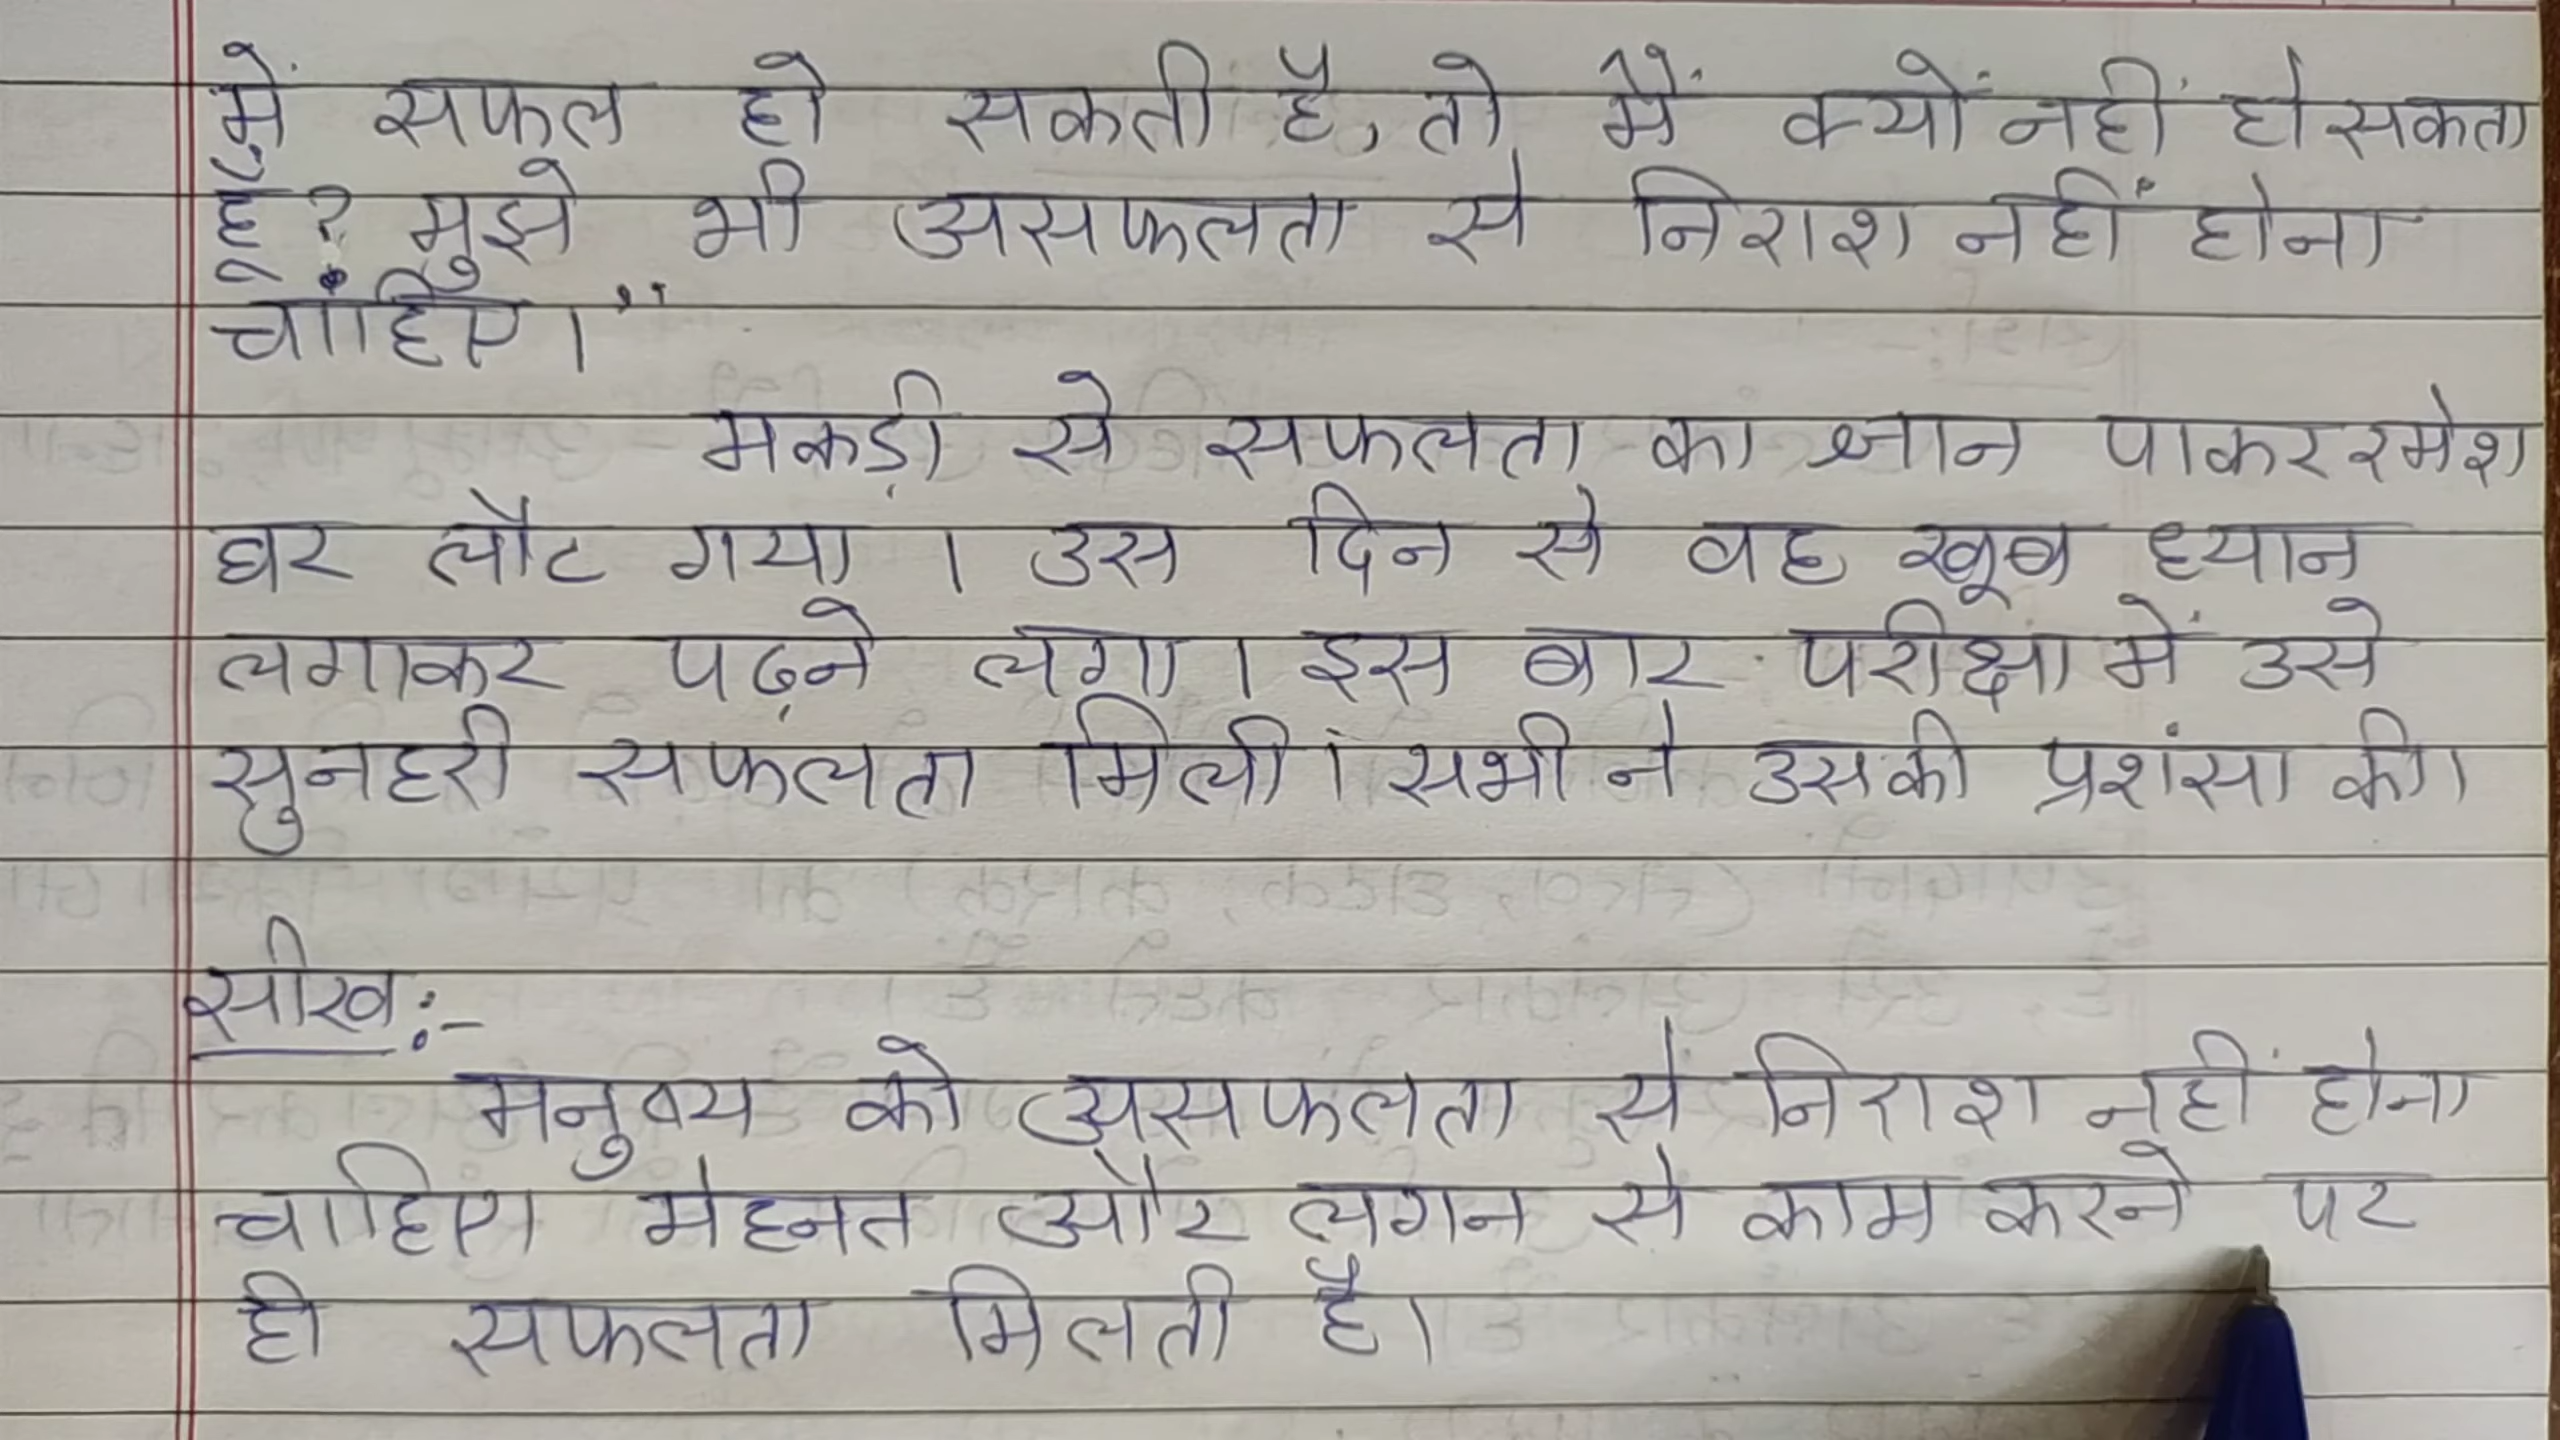 में सफल हो सकती है, तो मैं क्यों नहीं हो सकता
हूँ? मुझे भी असफलता से निराश नहीं होना
चाहिए।"
मकड़ी से सफलता का ज्ञान पाकर रमेश
घर लौट गया। उस दिन से वह खूब ध्यान
लगाकर पढ़ने लगा। इस बार परीक्षा में उसे
सुनहरी सफलता मिली। सभी ने उसकी प्रशंसा की।
सीख:-
मनुष्य को असफलता से निराश नहीं होना
चाहिए। मेहनत और लगन से काम करने पर
ही सफलता मिलती है।